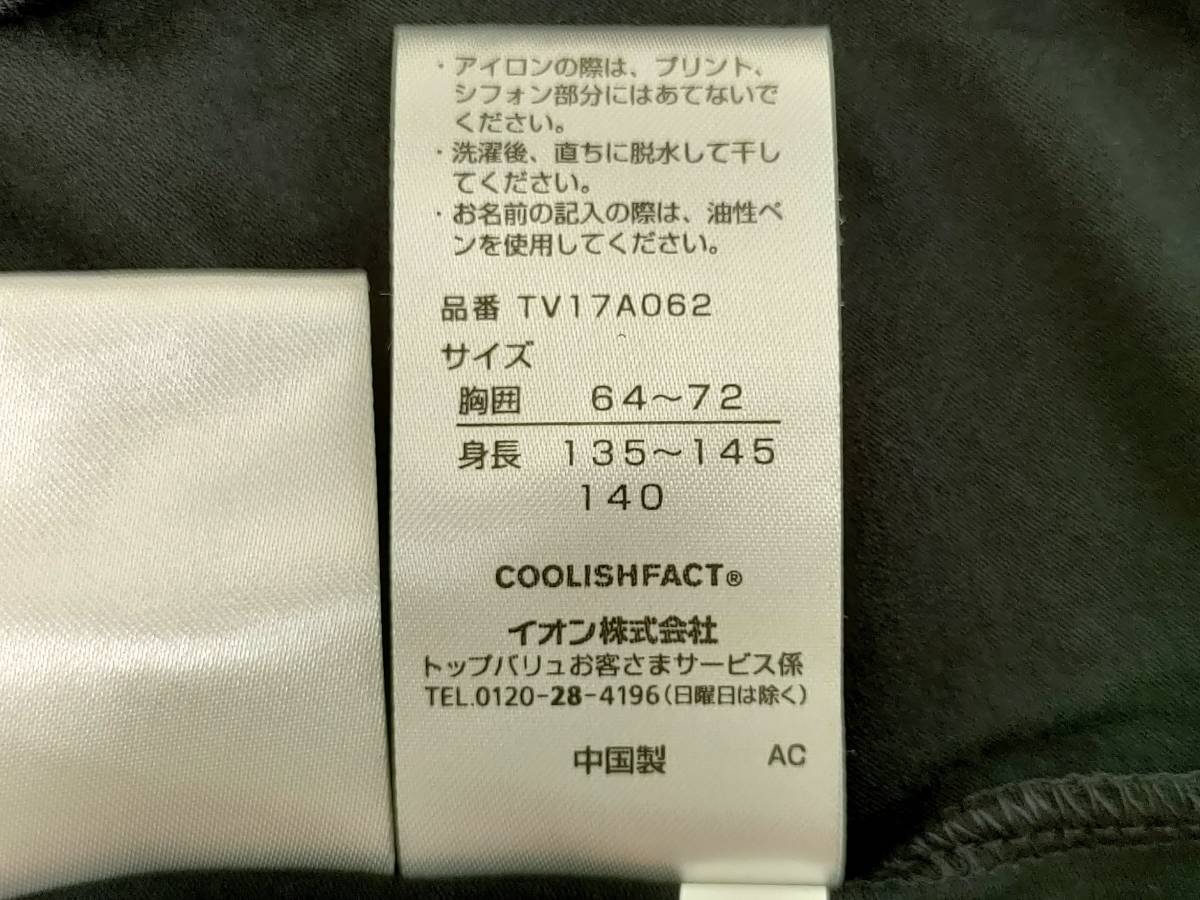 ・アイロンの際は、プリント、
シフォン部分にはあてないで
ください。
・洗濯後、直ちに脱水して干し
てください。
・お名前の記入の際は、油性ペ
ンを使用してください。
品番 TV17A062
サイズ
胸囲 64～72
身長 135～145
140
COOLISHFACT®
イオン株式会社
トップバリュお客さまサービス係
TEL.0120-28-4196(日曜日は除く)
中国製 AC